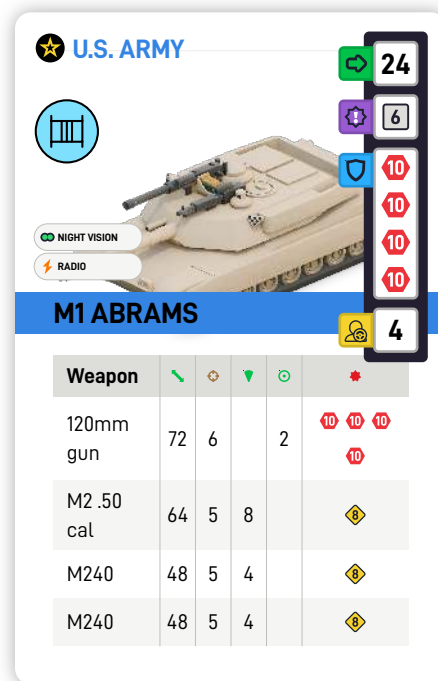 U.S. ARMY
24
6
10
10
10
10
NIGHT VISION
RADIO
M1 ABRAMS
4
Weapon
120mm
gun
72 6 2
10 10 10
10
M2 .50
cal
64 5 8 8
M240 48 5 4 8
M240 48 5 4 8